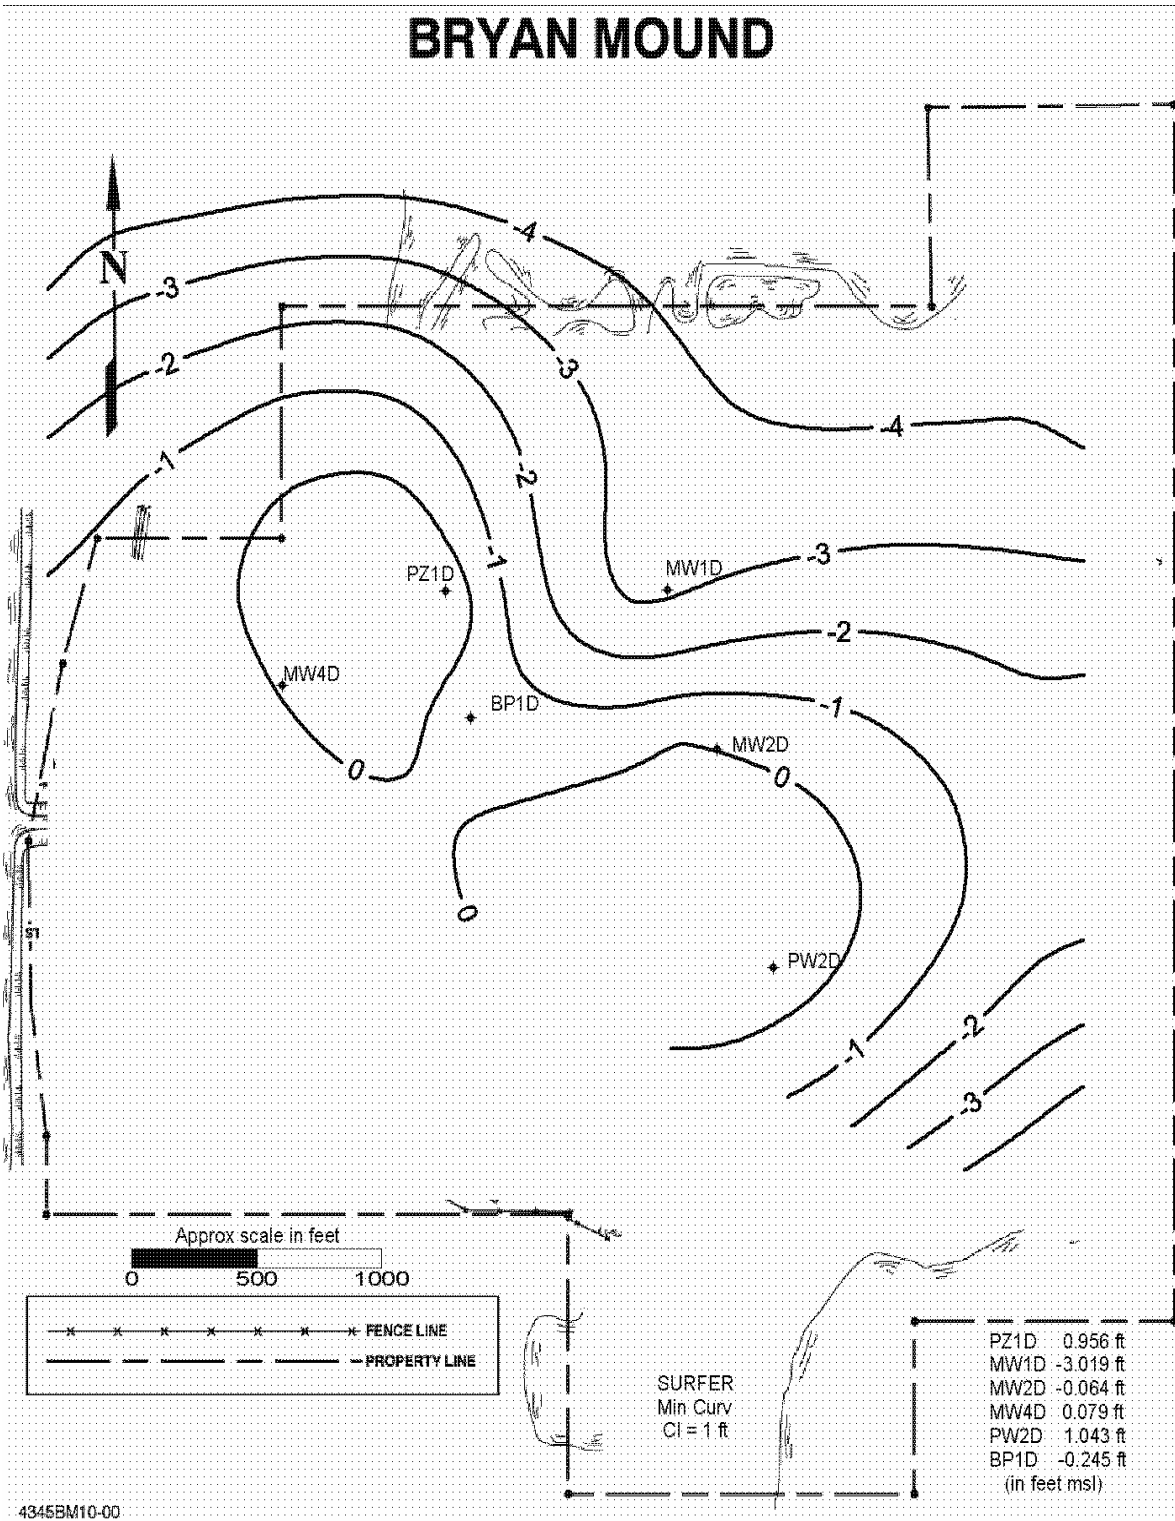 BRYAN MOUND
-4
N
-3
-3
-2
-4
-1
-2
-1
-3
PZ1D
MW1D
-2
MW4D
BP1D
-1
MW2D
0
0
0
PW2D
-2
-1
-3
Approx scale in feet
0 500 1000
FENCE LINE
PROPERTY LINE
SURFER
Min Curv
CI = 1 ft
PZ1D 0.956 ft
MW1D -3.019 ft
MW2D -0.064 ft
MW4D 0.079 ft
PW2D 1.043 ft
BP1D -0.245 ft
(in feet msl)
4345BM10-00